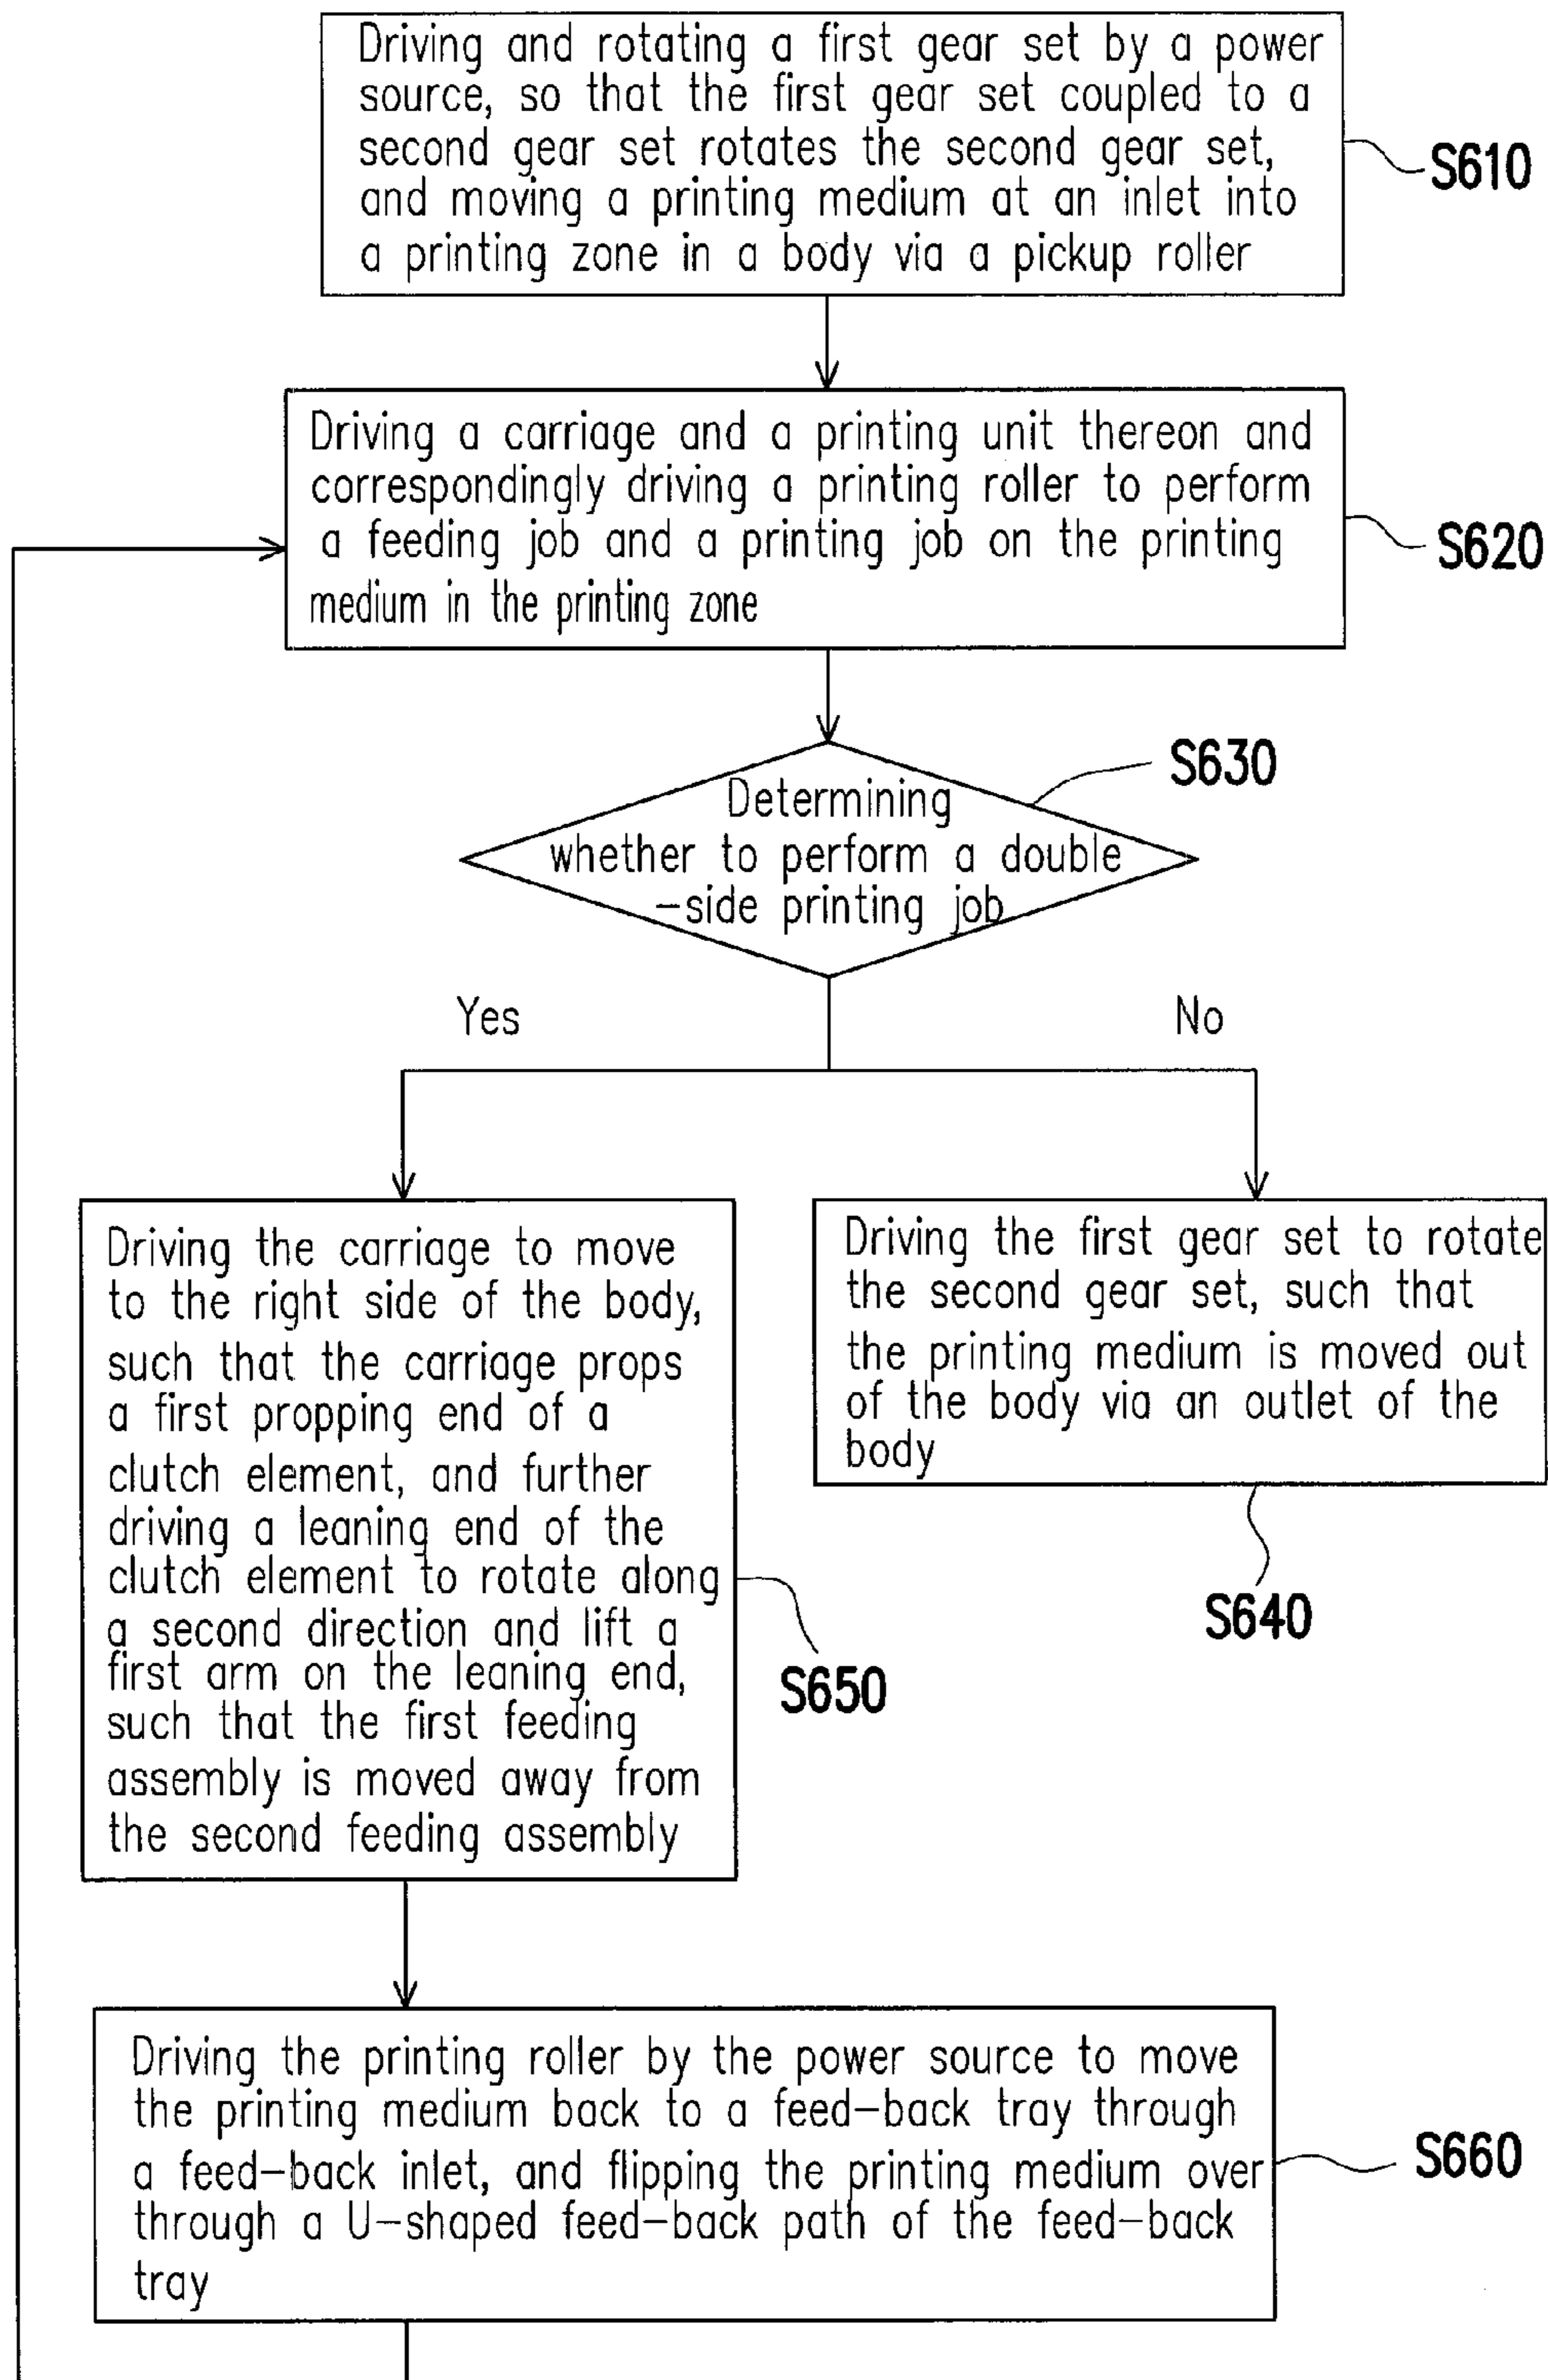 Driving and rotating a first gear set by a power
source, so that the first gear set coupled to a
second gear set rotates the second gear set,
and moving a printing medium at an inlet into
a printing zone in a body via a pickup roller
S610
Driving a carriage and a printing unit thereon and
correspondingly driving a printing roller to perform
a feeding job and a printing job on the printing
medium in the printing zone
S620
S630
Determining
whether to perform a double
-side printing job
Yes
No
Driving the carriage to move
to the right side of the body,
such that the carriage props
a first propping end of a
clutch element, and further
driving a leaning end of the
clutch element to rotate along
a second direction and lift a
first arm on the leaning end,
such that the first feeding
assembly is moved away from
the second feeding assembly
S650
Driving the first gear set to rotate
the second gear set, such that
the printing medium is moved out
of the body via an outlet of the
body
S640
Driving the printing roller by the power source to move
the printing medium back to a feed-back tray through
a feed-back inlet, and flipping the printing medium over
through a U-shaped feed-back path of the feed-back
tray
S660